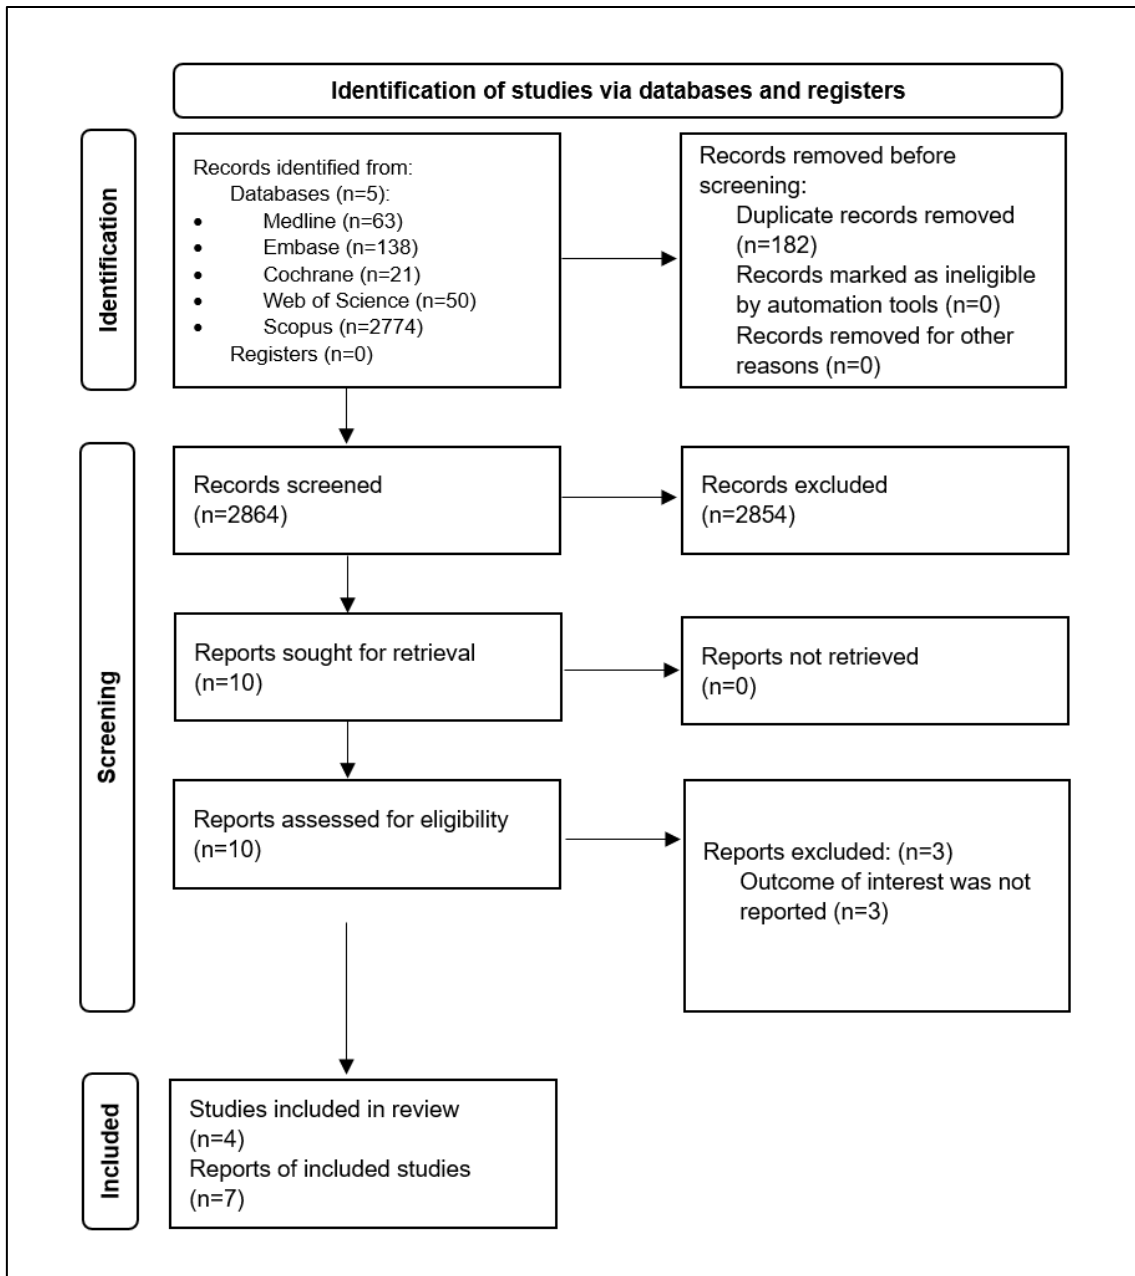 Identification of studies via databases and registers
Identification
Records identified from:
Databases (n=5):
• Medline (n=63)
• Embase (n=138)
• Cochrane (n=21)
• Web of Science (n=50)
• Scopus (n=2774)
Registers (n=0)
Records removed before
screening:
Duplicate records removed
(n=182)
Records marked as ineligible
by automation tools (n=0)
Records removed for other
reasons (n=0)
Screening
Records screened
(n=2864)
Records excluded
(n=2854)
Reports sought for retrieval
(n=10)
Reports not retrieved
(n=0)
Reports assessed for eligibility
(n=10)
Reports excluded: (n=3)
Outcome of interest was not
reported (n=3)
Included
Studies included in review
(n=4)
Reports of included studies
(n=7)